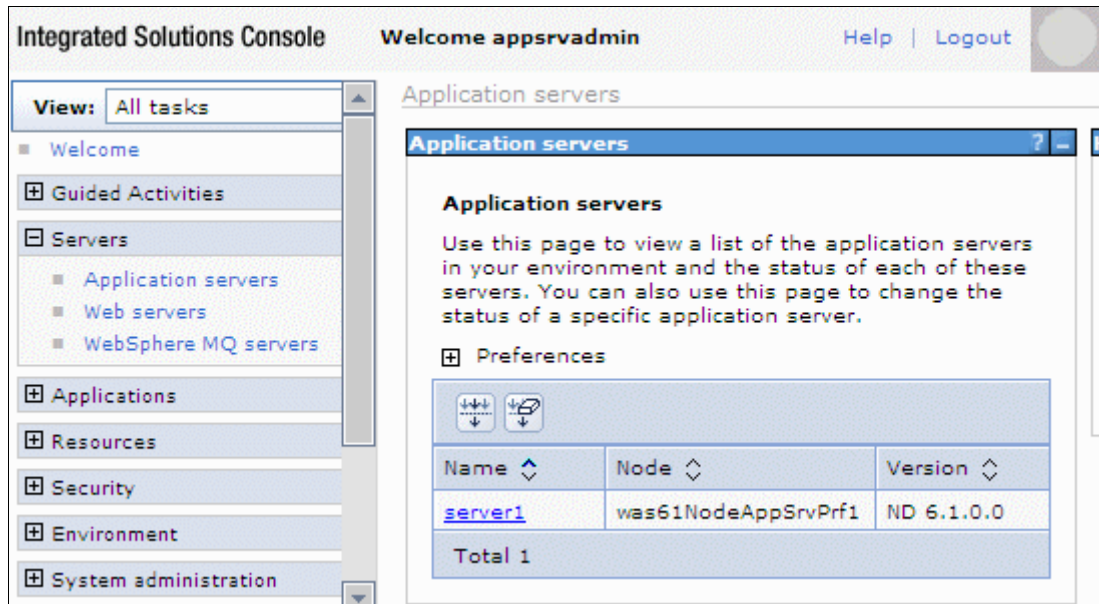 Integrated Solutions Console Welcome appsrvadmin Help | Logout
View: All tasks
Welcome
Guided Activities
Servers
Application servers
Web servers
WebSphere MQ servers
Applications
Resources
Security
Environment
System administration
Application servers
Application servers ? -
Application servers
Use this page to view a list of the application servers
in your environment and the status of each of these
servers. You can also use this page to change the
status of a specific application server.
Preferences
Name Node Version
server1 was61NodeAppSrvPrf1 ND 6.1.0.0
Total 1